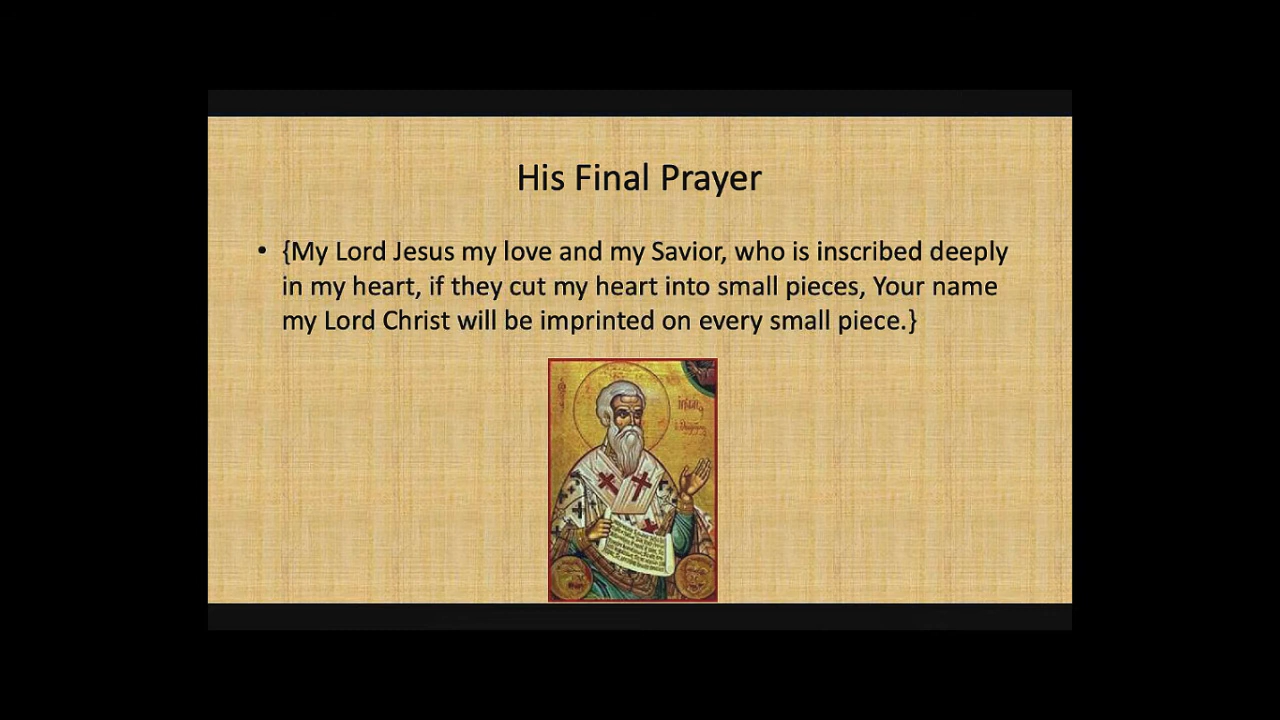 His Final Prayer
• {My Lord Jesus my love and my Savior, who is inscribed deeply
in my heart, if they cut my heart into small pieces, Your name
my Lord Christ will be imprinted on every small piece.}